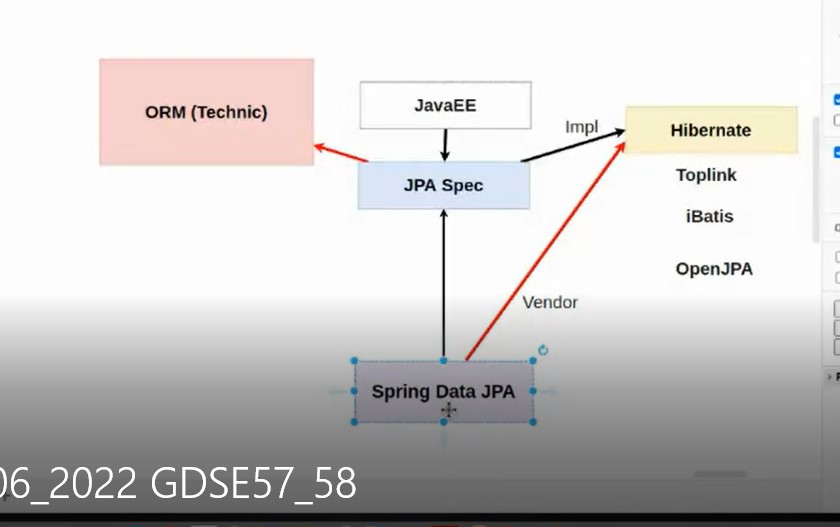 ORM (Technic)
JavaEE
Impl
Hibernate
JPA Spec
Toplink
iBatis
OpenJPA
Vendor
Spring Data JPA
06_2022 GDSE57_58